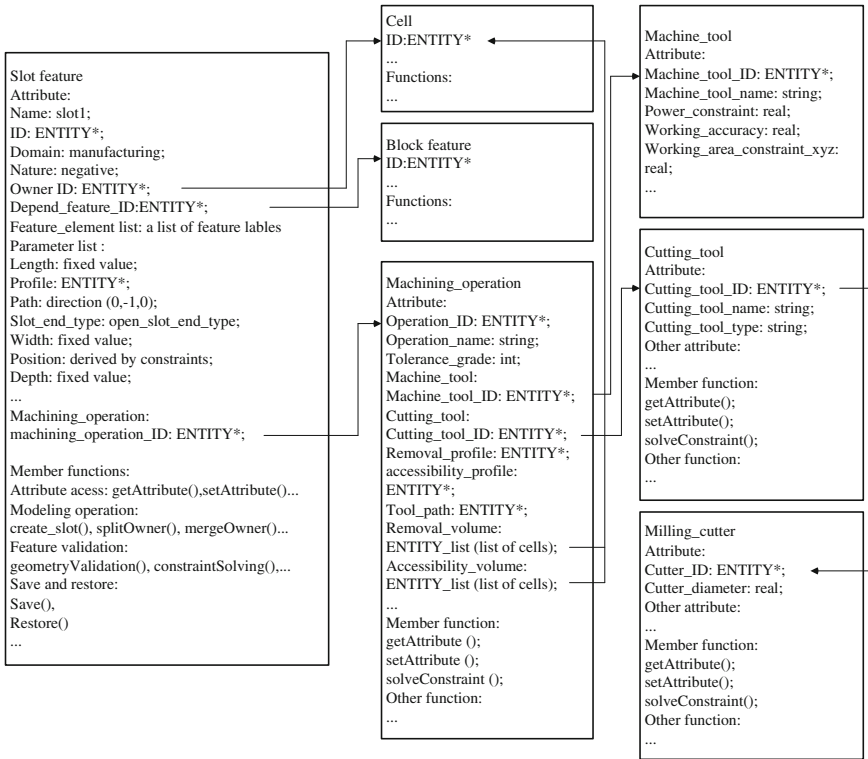 Slot feature
Attribute:
Name: slot1;
ID: ENTITY*;
Domain: manufacturing;
Nature: negative;
Owner ID: ENTITY*;
Depend_feature_ID:ENTITY*;
Feature_element list: a list of feature lables
Parameter list :
Length: fixed value;
Profile: ENTITY*;
Path: direction (0,-1,0);
Slot_end_type: open_slot_end_type;
Width: fixed value;
Position: derived by constraints;
Depth: fixed value;
...
Machining_operation:
machining_operation_ID: ENTITY*;
Member functions:
Attribute acess: getAttribute(),setAttribute()...
Modeling operation:
create_slot(), splitOwner(), mergeOwner()...
Feature validation:
geometryValidation(), constraintSolving(),...
Save and restore:
Save(),
Restore()
...
Cell
ID:ENTITY*
...
Functions:
...
Block feature
ID:ENTITY*
...
Functions:
...
Machining_operation
Attribute:
Operation_ID: ENTITY*;
Operation_name: string;
Tolerance_grade: int;
Machine_tool:
Machine_tool_ID: ENTITY*;
Cutting_tool:
Cutting_tool_ID: ENTITY*;
Removal_profile: ENTITY*;
accessibility_profile:
ENTITY*;
Tool_path: ENTITY*;
Removal_volume:
ENTITY_list (list of cells);
Accessibility_volume:
ENTITY_list (list of cells);
...
Member function:
getAttribute ();
setAttribute ();
solveConstraint ();
Other function:
...
Machine_tool
Attribute:
Machine_tool_ID: ENTITY*;
Machine_tool_name: string;
Power_constraint: real;
Working_accuracy: real;
Working_area_constraint_xyz:
real;
...
Cutting_tool
Attribute:
Cutting_tool_ID: ENTITY*;
Cutting_tool_name: string;
Cutting_tool_type: string;
Other attribute:
...
Member function:
getAttribute();
setAttribute();
solveConstraint();
Other function:
...
Milling_cutter
Attribute:
Cutter_ID: ENTITY*;
Cutter_diameter: real;
Other attribute:
...
Member function:
getAttribute();
setAttribute();
solveConstraint();
Other function:
...